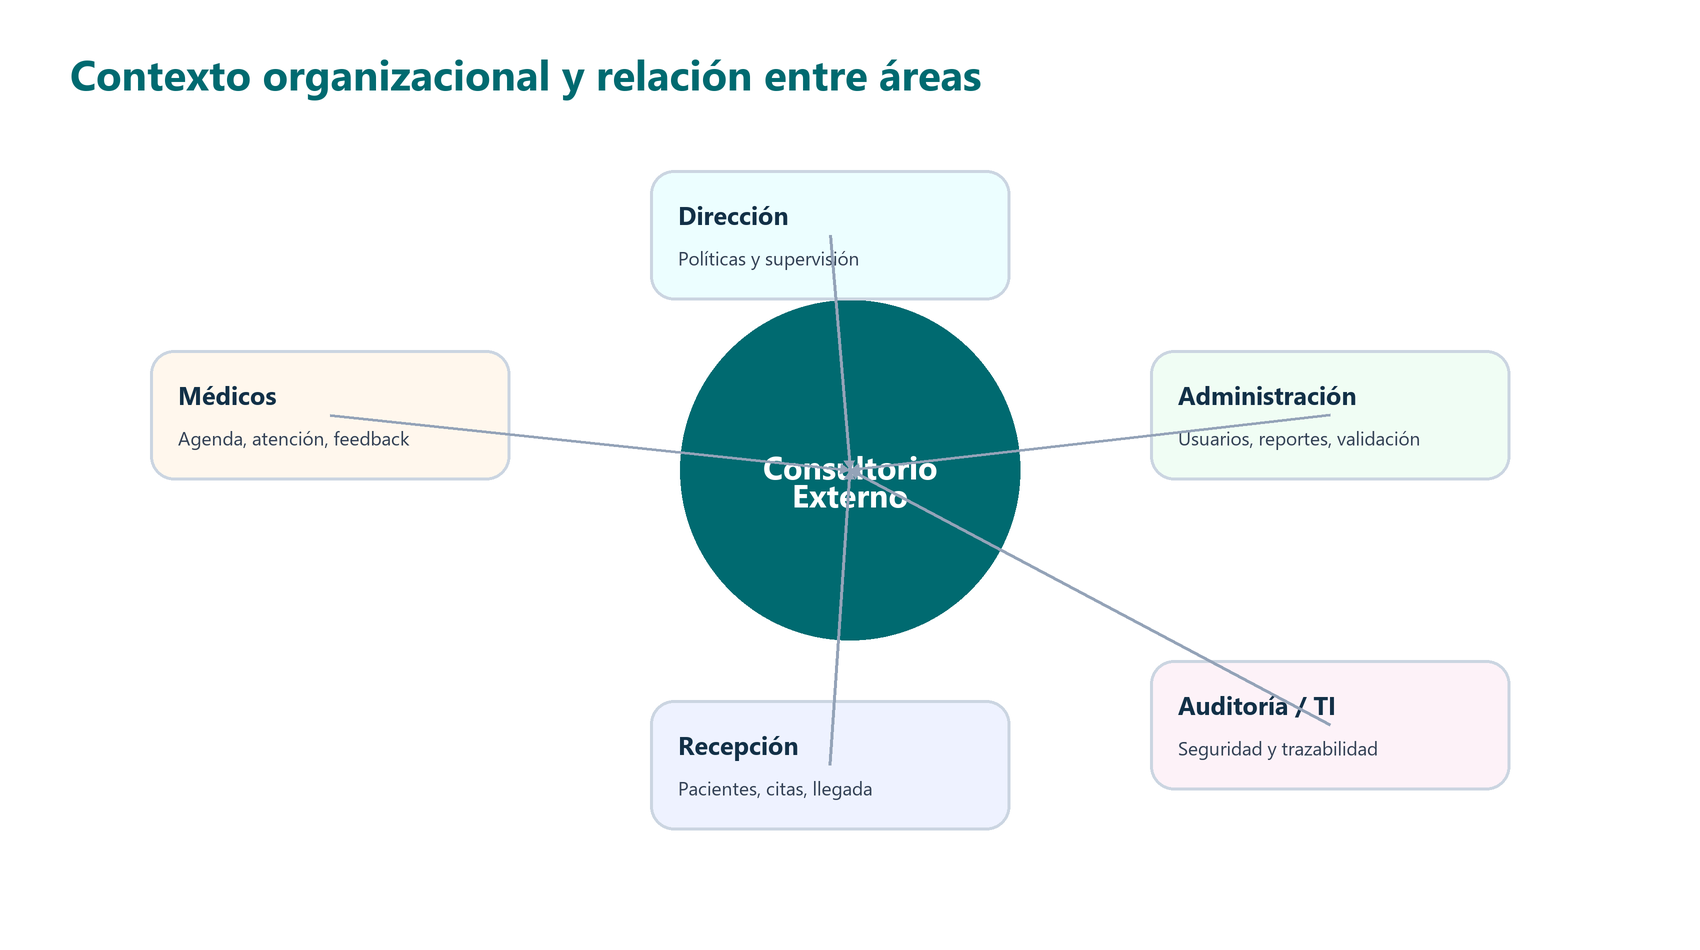 Contexto organizacional y relación entre áreas
Dirección
Políticas y supervisión
Médicos
Agenda, atención, feedback
Administración
Usuarios, reportes, validación
Consultorio
Externo
Recepción
Pacientes, citas, llegada
Auditoría / TI
Seguridad y trazabilidad